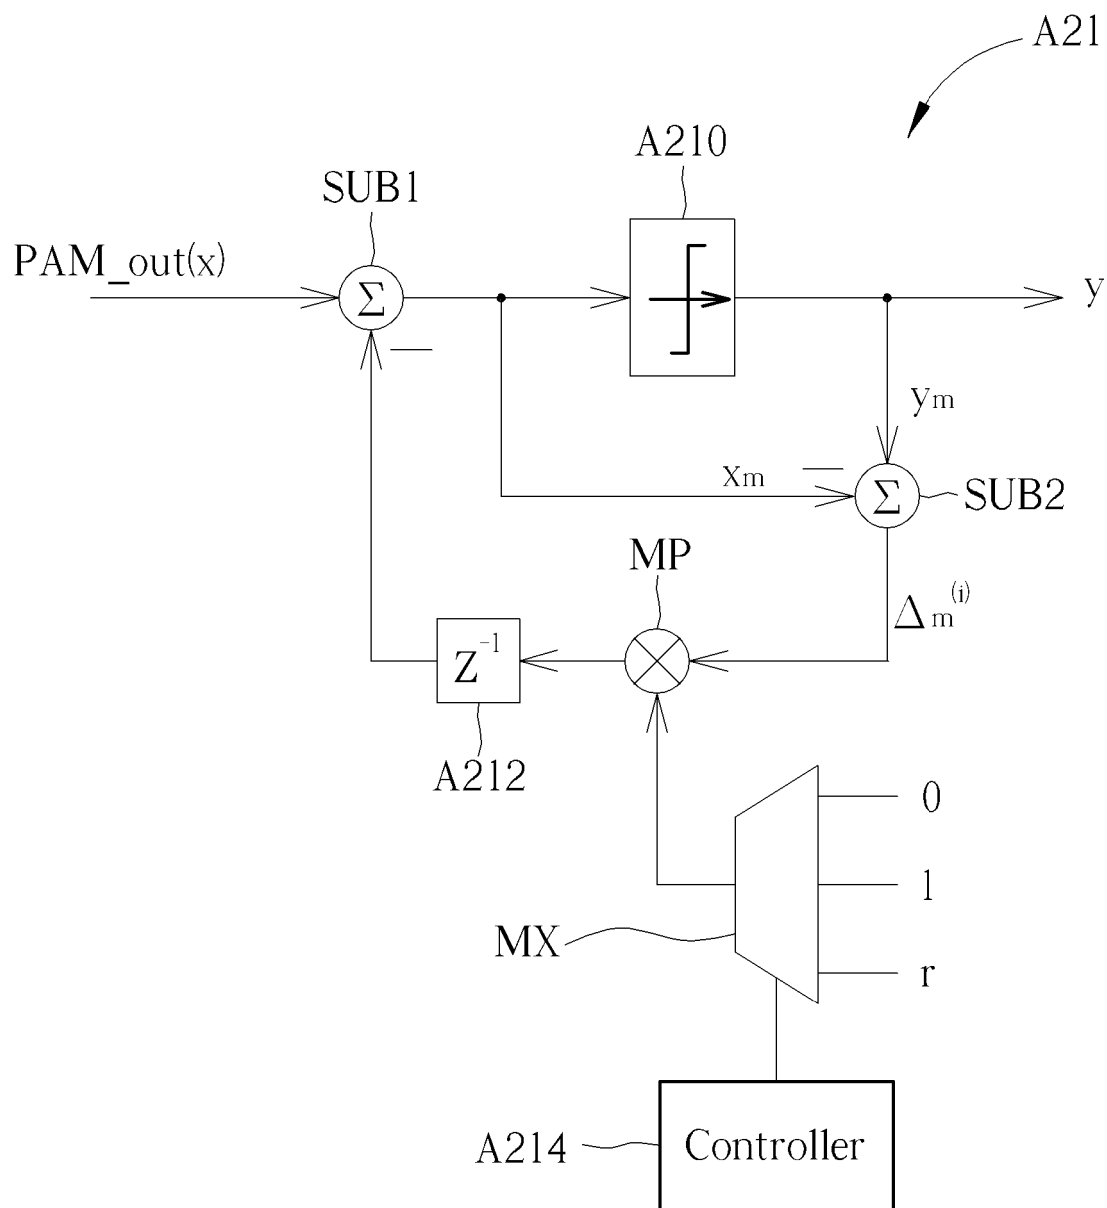 A21
A210
SUB1
PAM_out(x)
Σ
y
ym
xm
Σ
SUB2
MP
Δm(i)
Z-1
A212
0
1
MX
r
A214
Controller